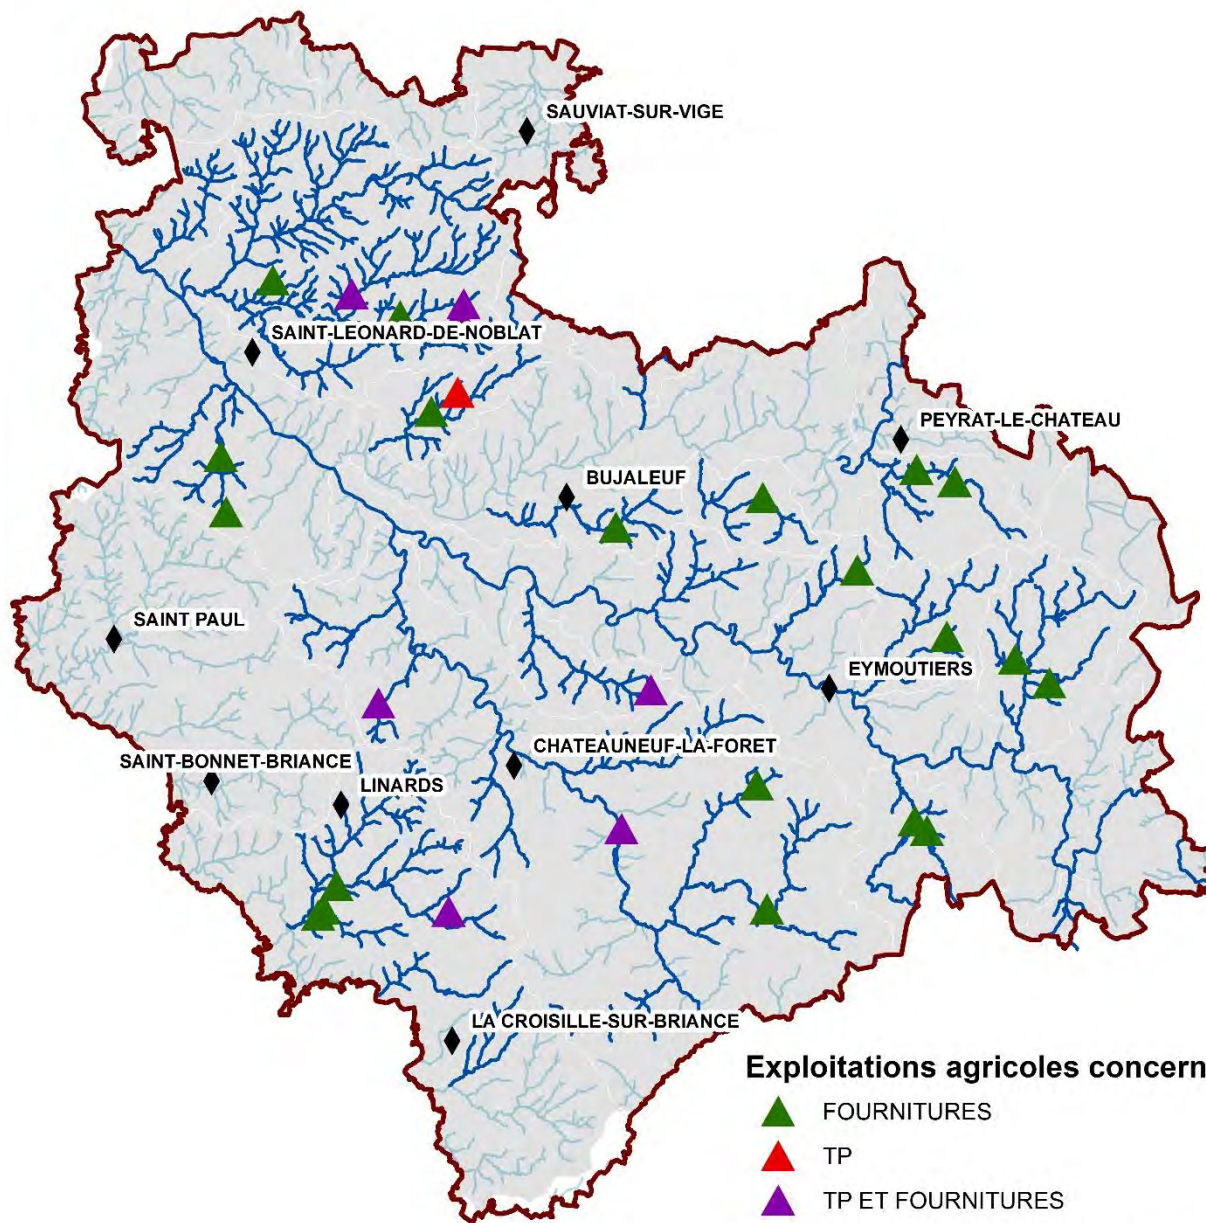 SAUVIAT-SUR-VIGE
SAINT-LEONARD-DE-NOBLAT
PEYRAT-LE-CHATEAU
BUJALEUF
SAINT PAUL
EYMOUTIERS
CHATEAUNEUF-LA-FORET
SAINT-BONNET-BRIANCE
LINARDS
LA CROISILLE-SUR-BRIANCE
Exploitations agricoles concern
FOURNITURES
TP
TP ET FOURNITURES